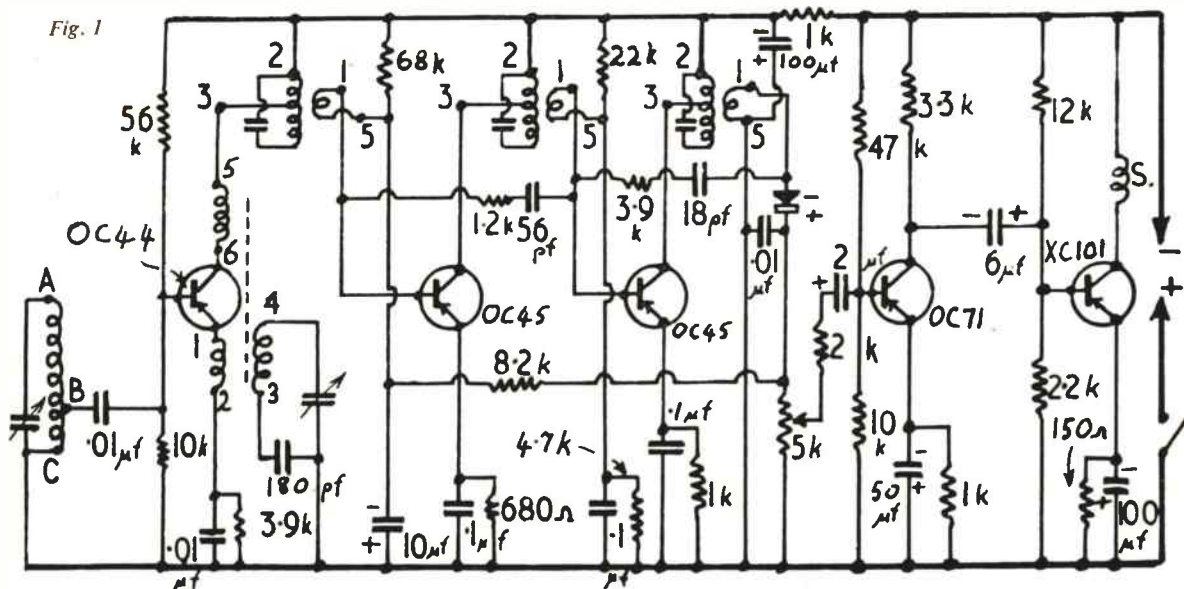 Fig. 1
56
k
3
2
1
5
68k
3
2
1
5
22k
3
2
1
5
-
+
100µf
1k
47
3.3k
k
12k
S.
5
6
OC44
1.2k
56
pf
3.9
k
18pf
-
+
.01
µf
2
µf
+
-
+
6µf
XC101
-
+
A
B
C
.01
µf
10k
1
2
4
3
180
pf
3.9k
.01
µf
OC45
OC45
8.2k
2
k
OC71
2.2k
150Ω
4.7k
.1µf
5k
10
k
-
+
50
µf
1k
-
+
10µf
680Ω
.1µf
.1
µf
1k
-
+
100
µf